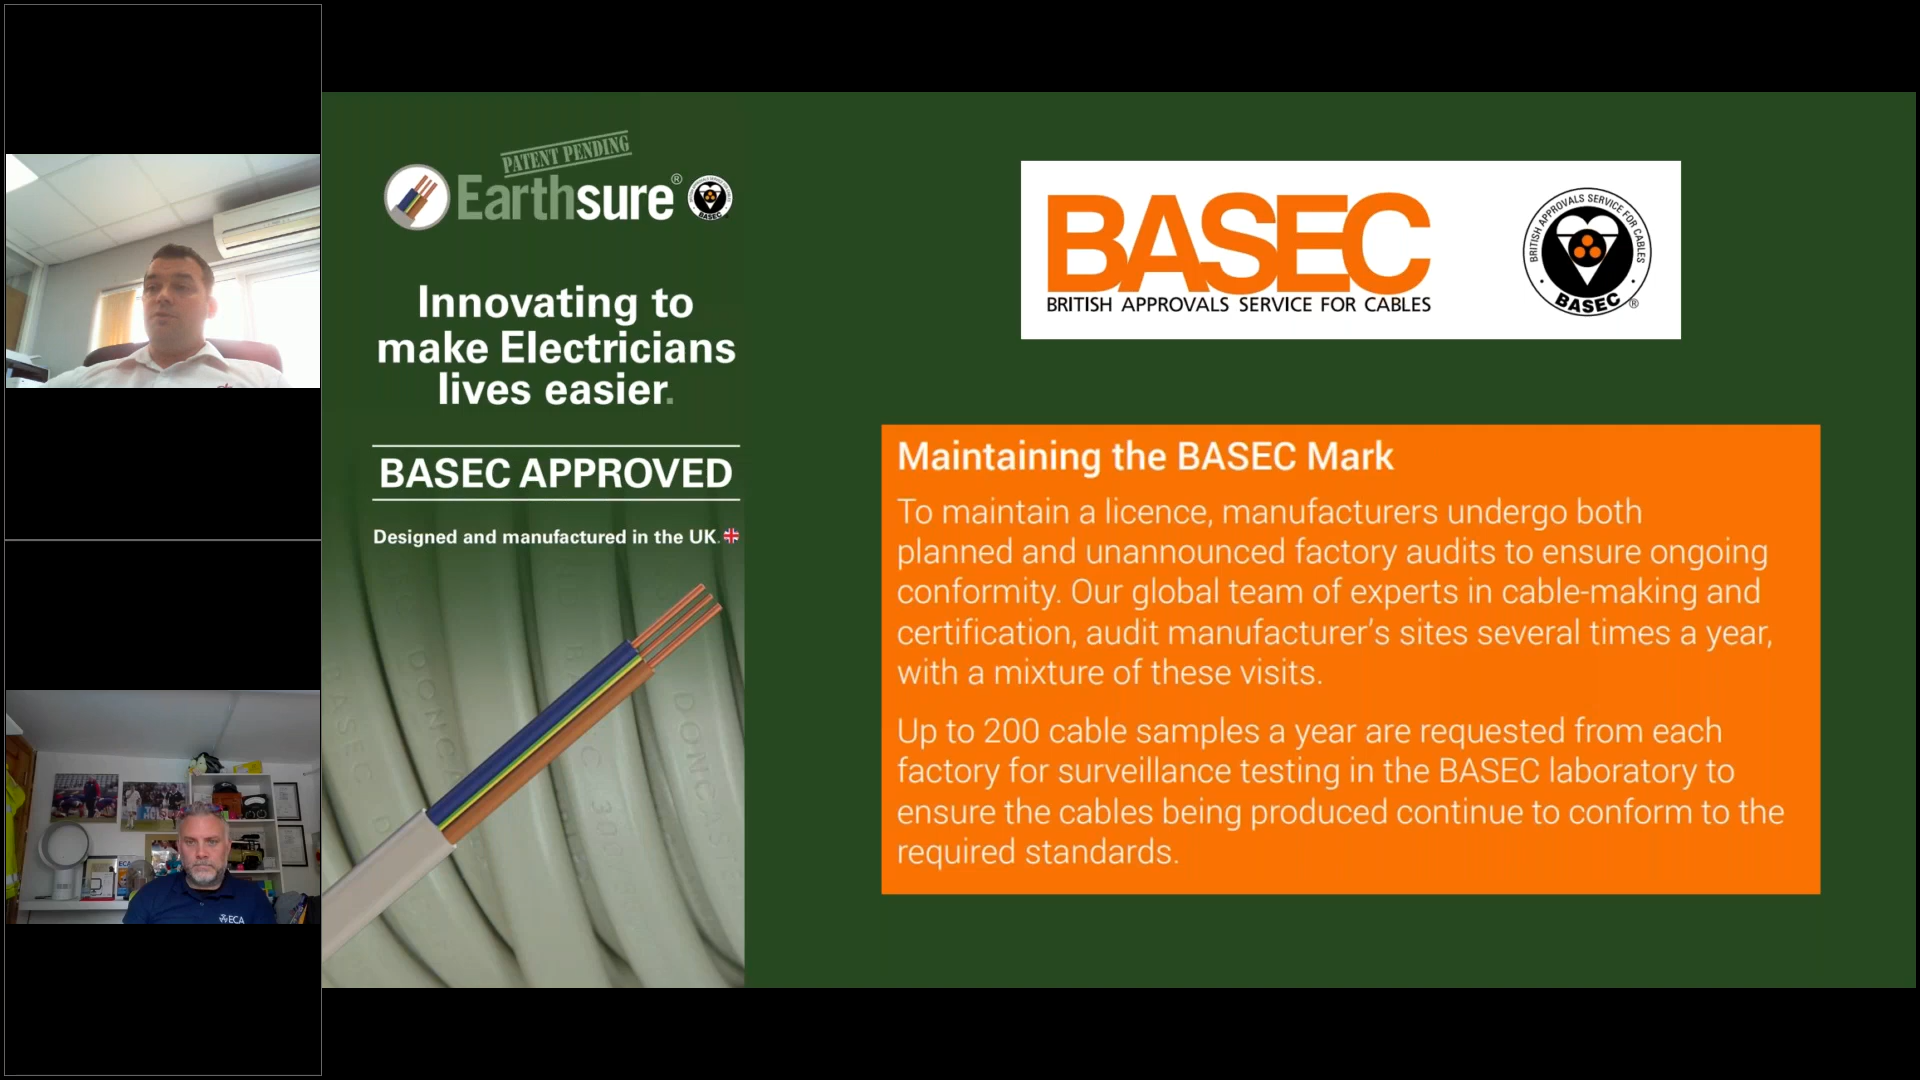 PATENT PENDING
Earthsure®
BASEC
Innovating to
make Electricians
lives easier.
BASEC APPROVED
Designed and manufactured in the UK.
BASEC
BRITISH APPROVALS SERVICE FOR CABLES
BRITISH APPROVALS SERVICE FOR CABLES
BASEC ®
Maintaining the BASEC Mark
To maintain a licence, manufacturers undergo both
planned and unannounced factory audits to ensure ongoing
conformity. Our global team of experts in cable-making and
certification, audit manufacturer's sites several times a year,
with a mixture of these visits.
Up to 200 cable samples a year are requested from each
factory for surveillance testing in the BASEC laboratory to
ensure the cables being produced continue to conform to the
required standards.
BASEC
ECA